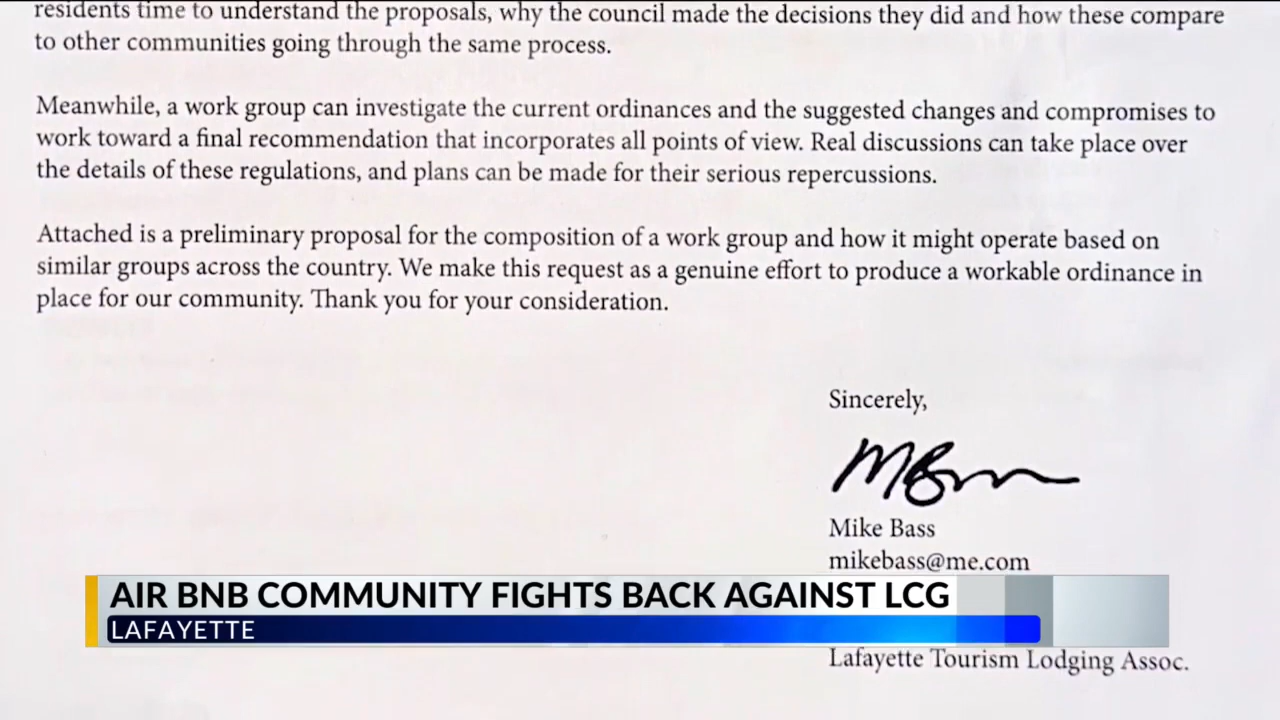 residents time to understand the proposals, why the council made the decisions they did and how these compare
to other communities going through the same process.
Meanwhile, a work group can investigate the current ordinances and the suggested changes and compromises to
work toward a final recommendation that incorporates all points of view. Real discussions can take place over
the details of these regulations, and plans can be made for their serious repercussions.
Attached is a preliminary proposal for the composition of a work group and how it might operate based on
similar groups across the country. We make this request as a genuine effort to produce a workable ordinance in
place for our community. Thank you for your consideration.
Sincerely,
Mike Bass
mikebass@me.com
AIR BNB COMMUNITY FIGHTS BACK AGAINST LCG
LAFAYETTE
Lafayette Tourism Lodging Assoc.